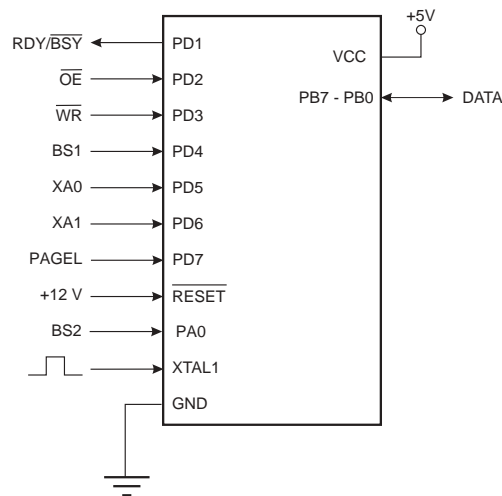 +5V
RDY/BSY PD1
VCC
OE PD2
PB7 - PB0 DATA
WR PD3
BS1 PD4
XA0 PD5
XA1 PD6
PAGEL PD7
+12 V RESET
BS2 PA0
XTAL1
GND